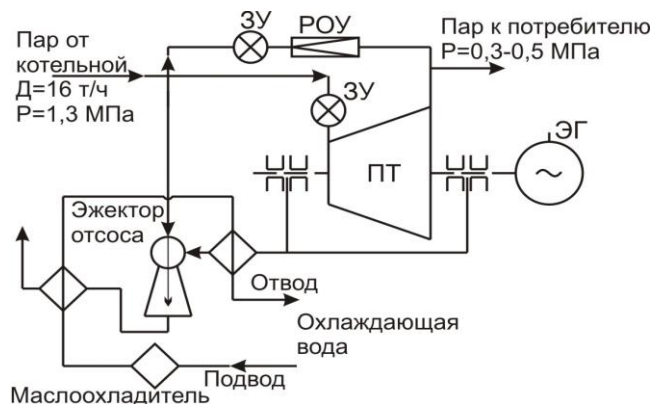 ЗУ
РОУ
Пар к потребителю
Р=0,3-0,5 МПа
Пар от
котельной
Д=16 т/ч
Р=1,3 МПа
ЗУ
ЭГ
~
ПТ
Эжектор
отсоса
Отвод
Охлаждающая
вода
Подвод
Маслоохладитель